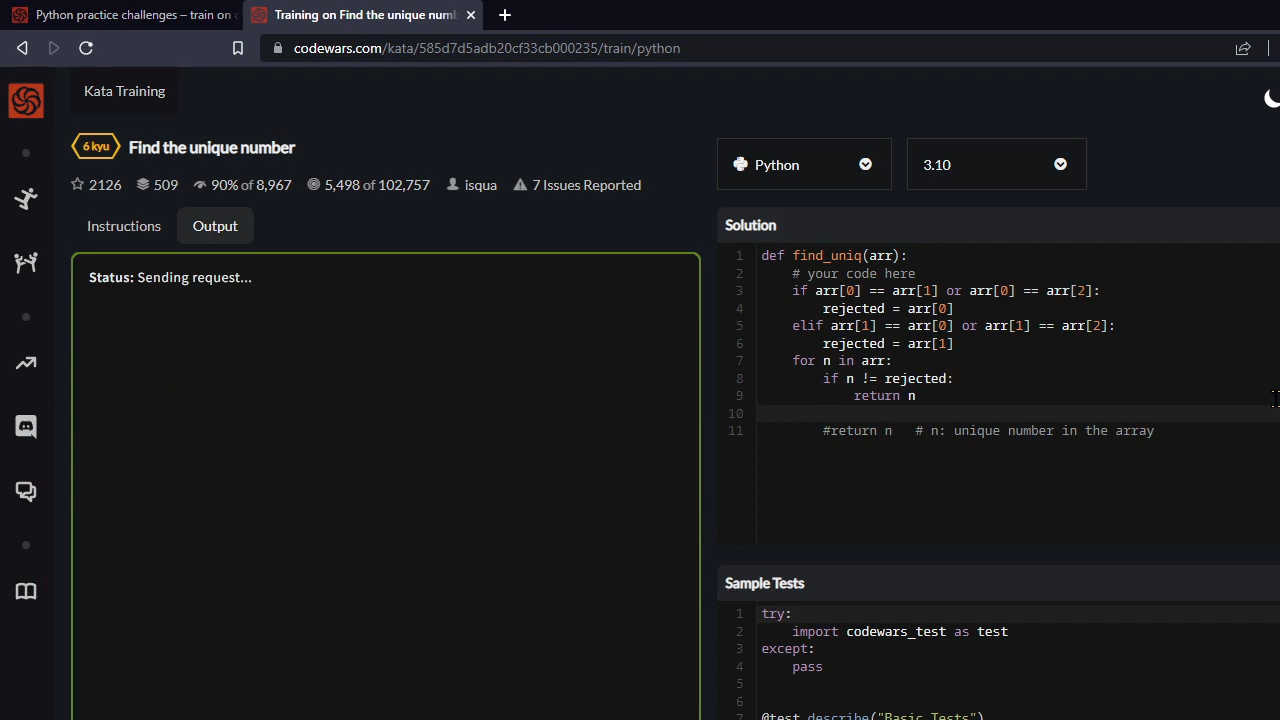 Python practice challenges – train on
Training on Find the unique numb
codewars.com/kata/585d7d5adb20cf33cb000235/train/python
Kata Training
6 kyu Find the unique number
2126 509 90% of 8,967 5,498 of 102,757 isqua 7 Issues Reported
Instructions Output
Status: Sending request...
Python 3.10
Solution
1 def find_uniq(arr):
2 # your code here
3 if arr[0] == arr[1] or arr[0] == arr[2]:
4 rejected = arr[0]
5 elif arr[1] == arr[0] or arr[1] == arr[2]:
6 rejected = arr[1]
7 for n in arr:
8 if n != rejected:
9 return n
10
11 #return n # n: unique number in the array
Sample Tests
1 try:
2 import codewars_test as test
3 except:
4 pass
5
6
7 @test.describe("Basic Tests")